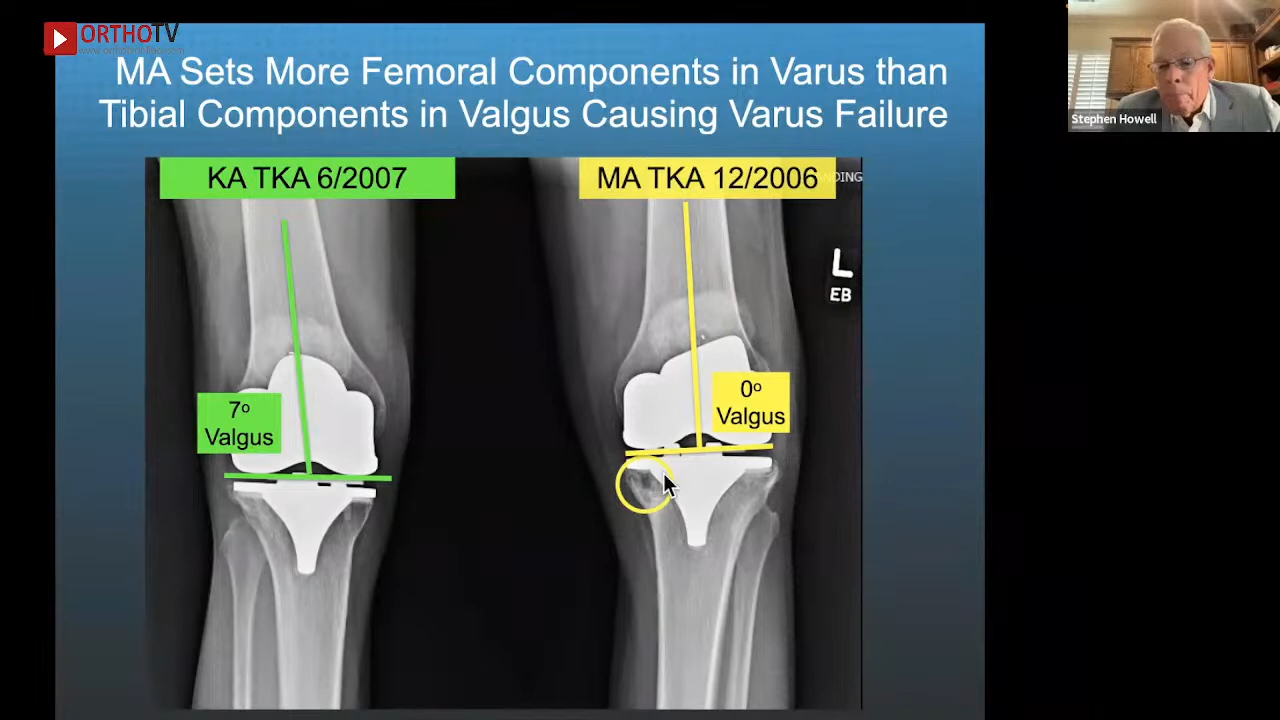 ORTHOTV
MA Sets More Femoral Components in Varus than
Tibial Components in Valgus Causing Varus Failure
Stephen Howell
KA TKA 6/2007
MA TKA 12/2006
L
EB
7º
Valgus
0º
Valgus